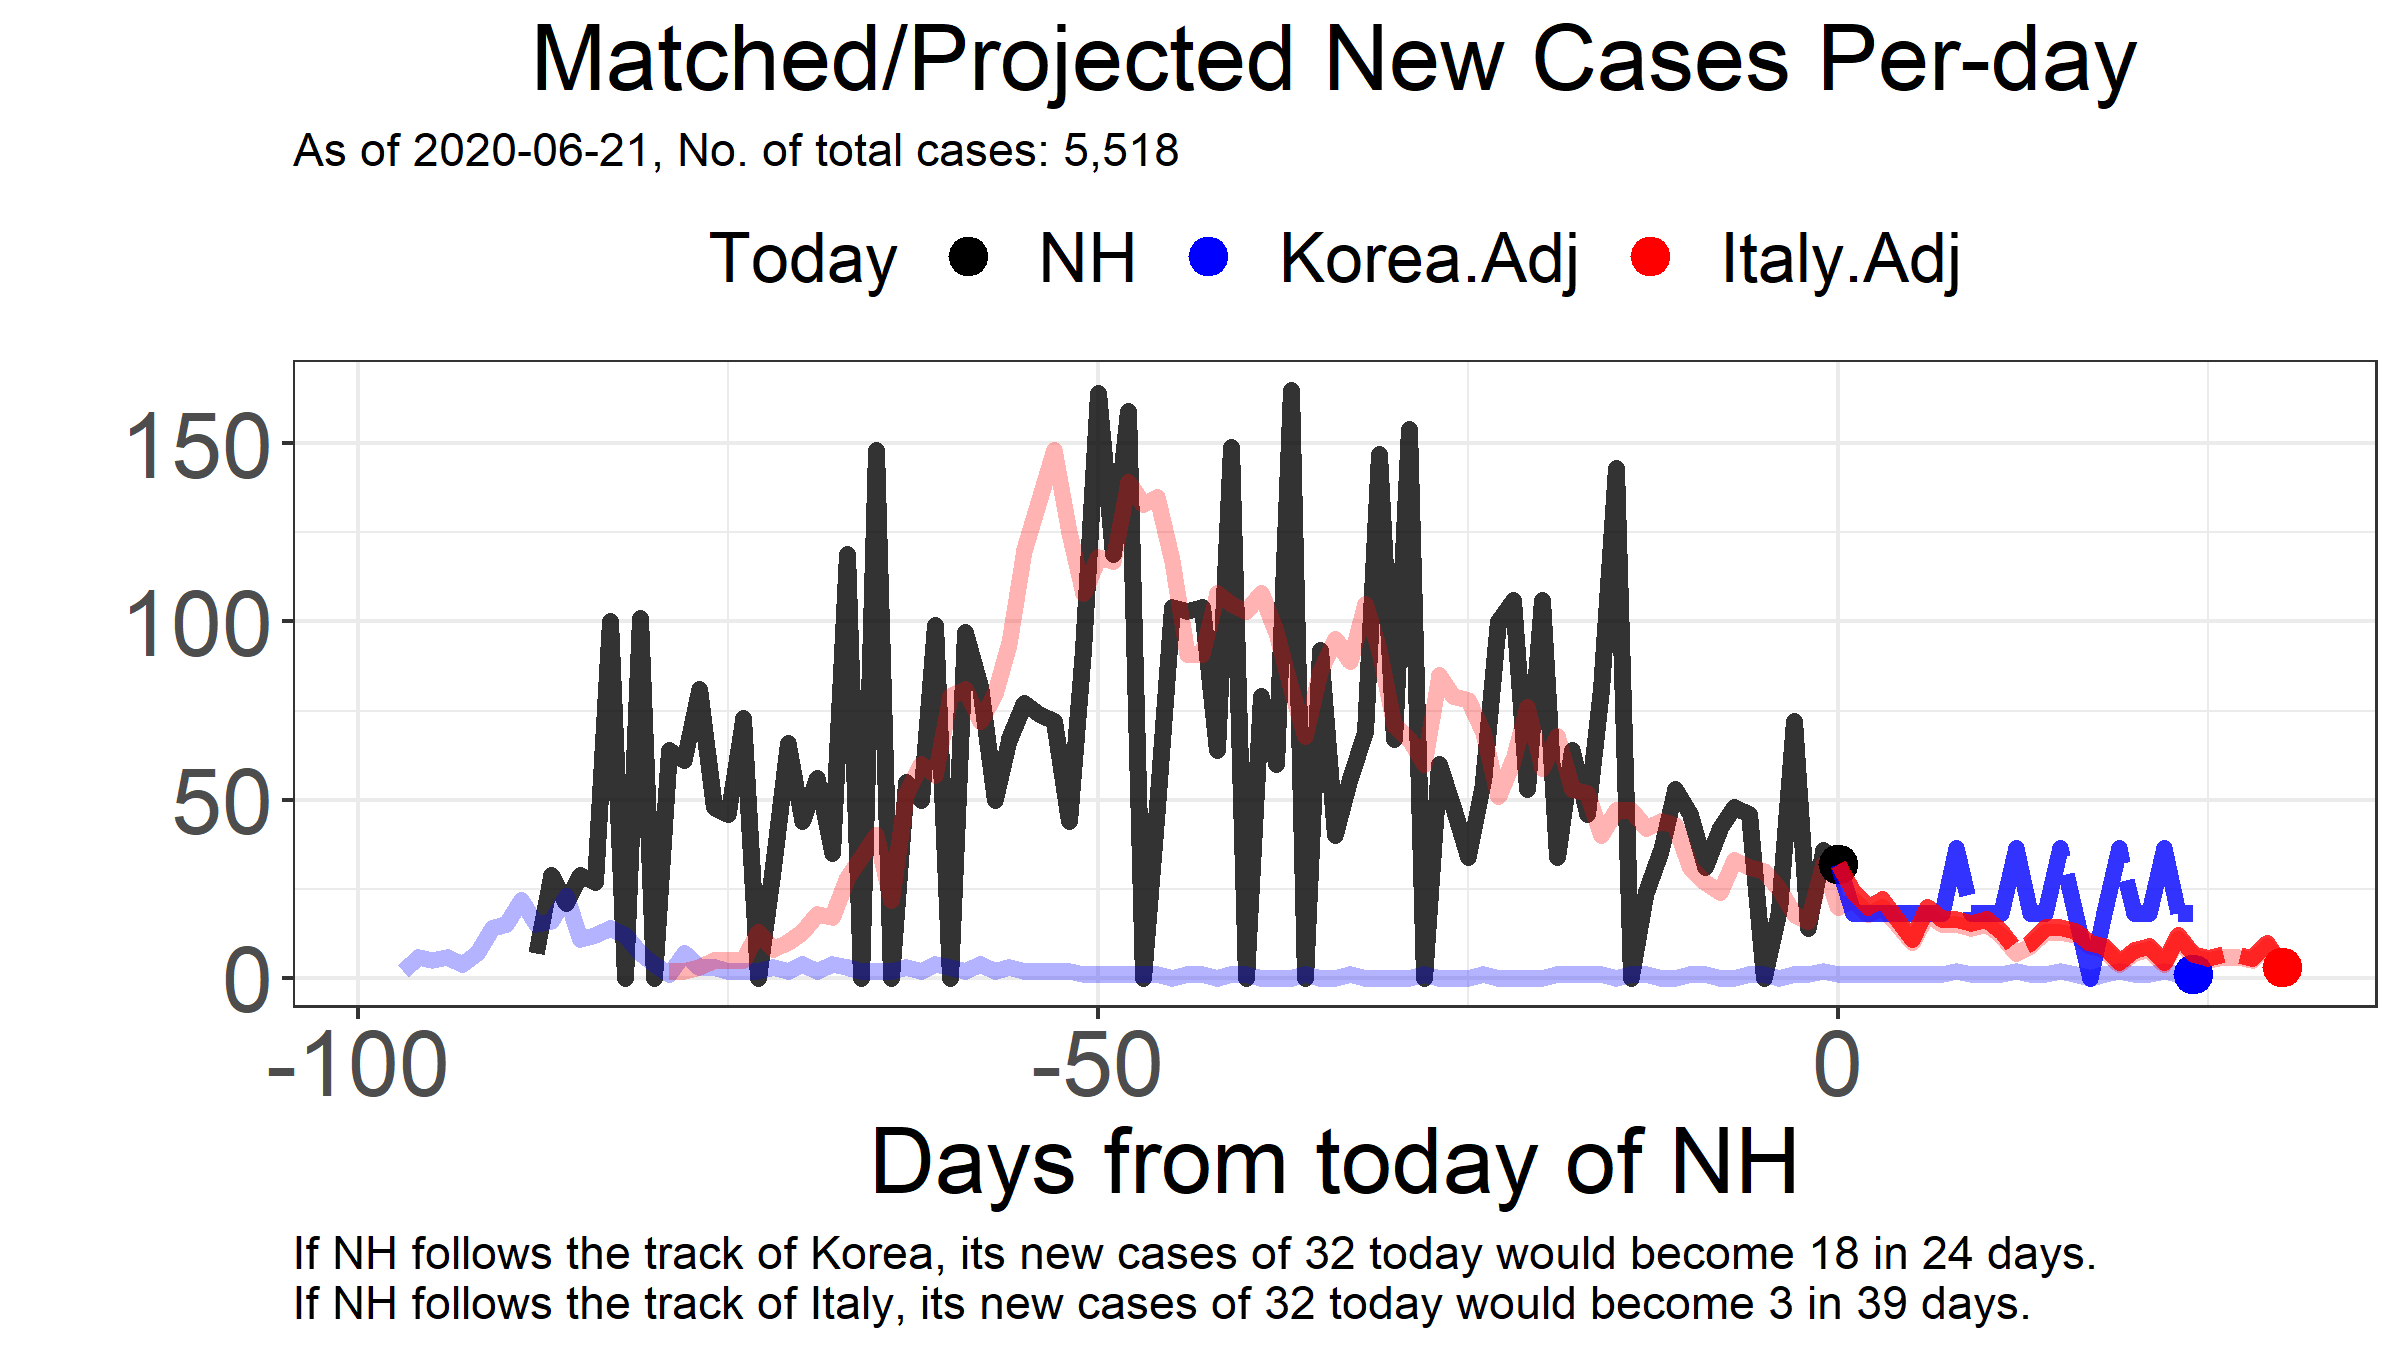 Matched/Projected New Cases Per-day
As of 2020-06-21, No. of total cases: 5,518
Today NH Korea.Adj Italy.Adj
150
100
50
0
-100 -50 0
Days from today of NH
If NH follows the track of Korea, its new cases of 32 today would become 18 in 24 days.
If NH follows the track of Italy, its new cases of 32 today would become 3 in 39 days.